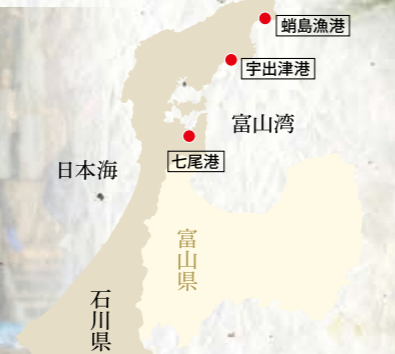 蛸島漁港
宇出津港
富山湾
七尾港
日本海
富山県
石川県